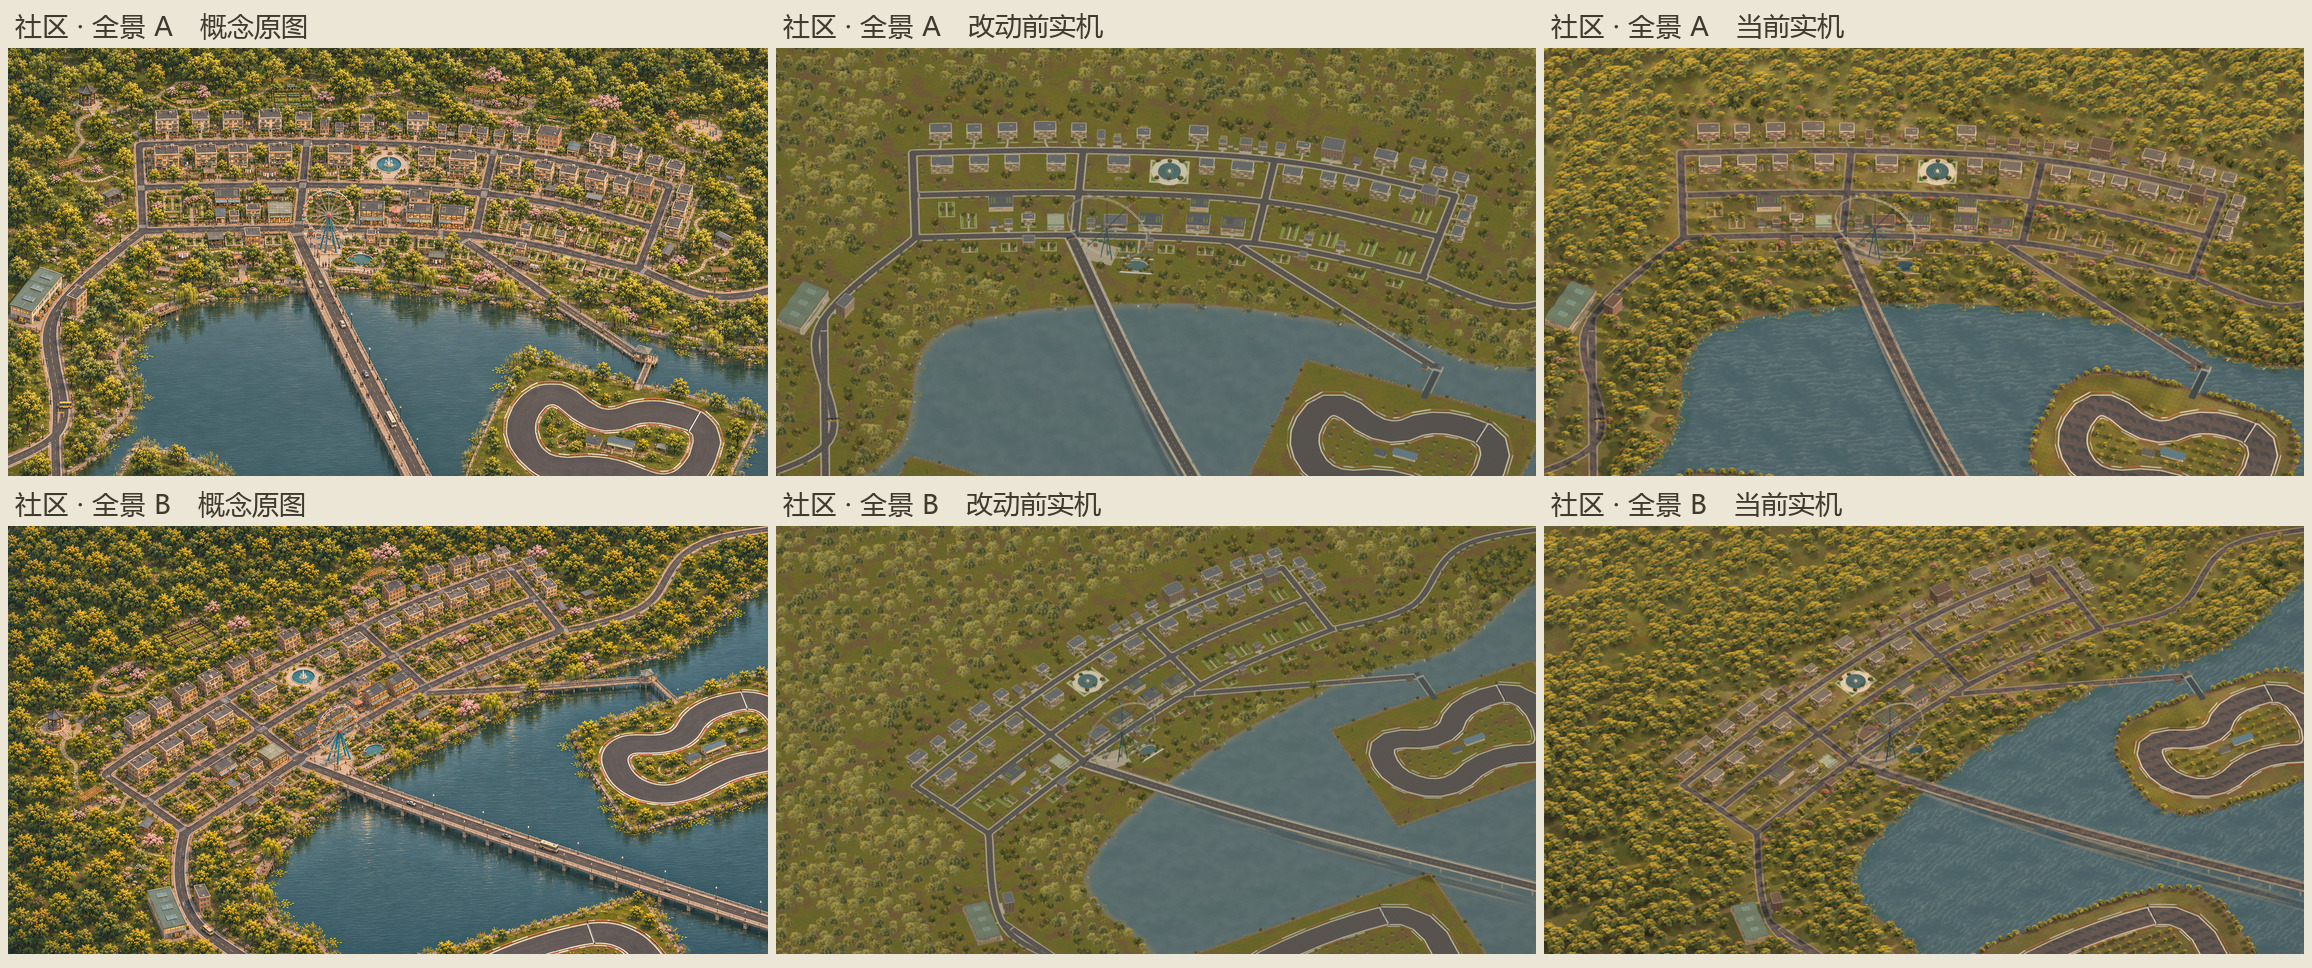 社区 · 全景 A 概念原图
社区 · 全景 A 改动前实机
社区 · 全景 A 当前实机
社区 · 全景 B 概念原图
社区 · 全景 B 改动前实机
社区 · 全景 B 当前实机